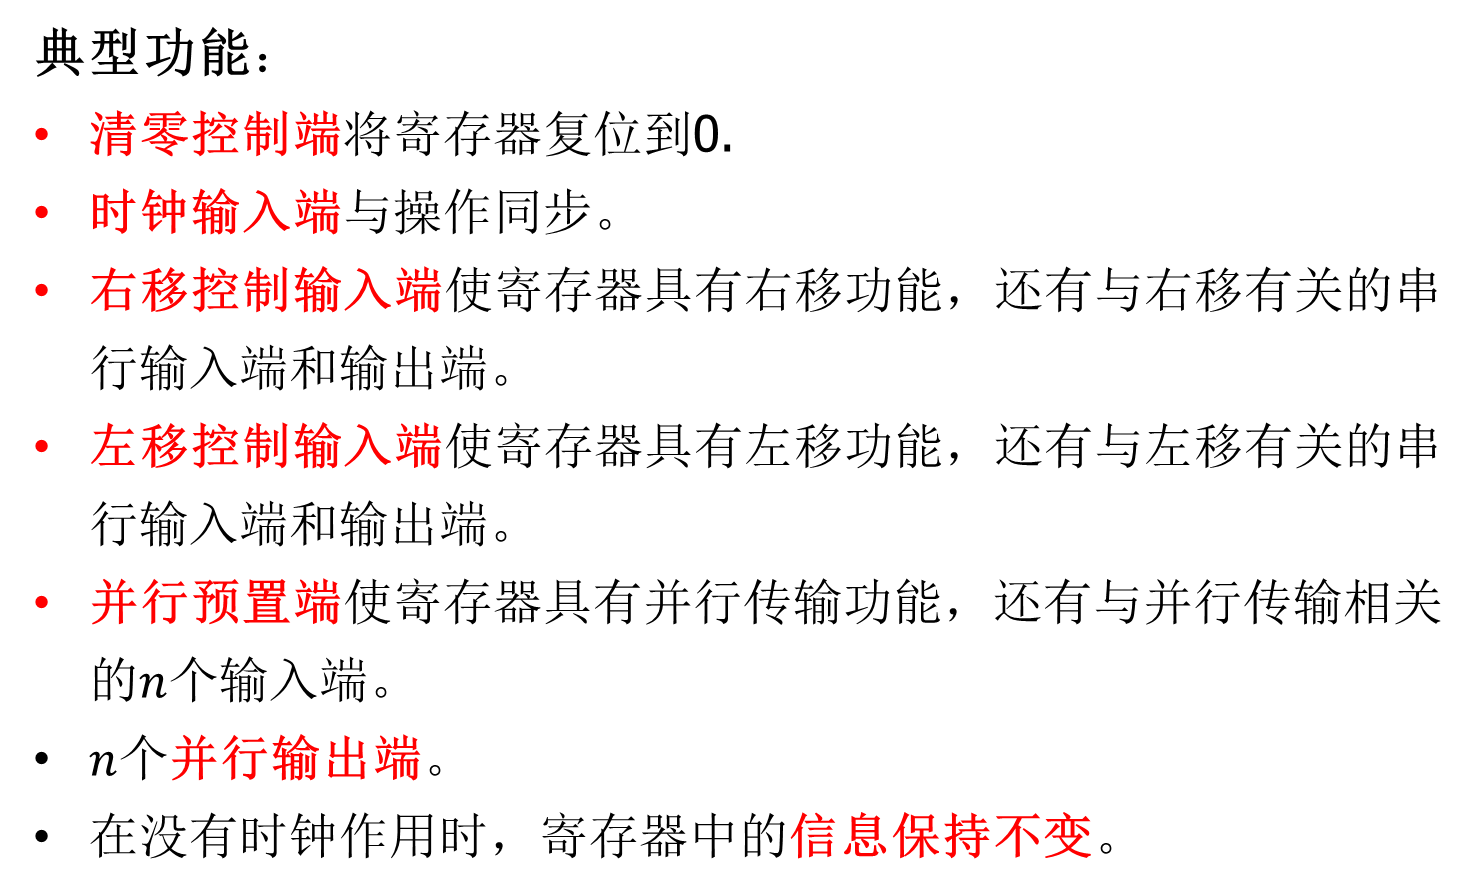 典型功能：
• 清零控制端将寄存器复位到0.
• 时钟输入端与操作同步。
• 右移控制输入端使寄存器具有右移功能，还有与右移有关的串
行输入端和输出端。
• 左移控制输入端使寄存器具有左移功能，还有与左移有关的串
行输入端和输出端。
• 并行预置端使寄存器具有并行传输功能，还有与并行传输相关
的n个输入端。
• n个并行输出端。
• 在没有时钟作用时，寄存器中的信息保持不变。